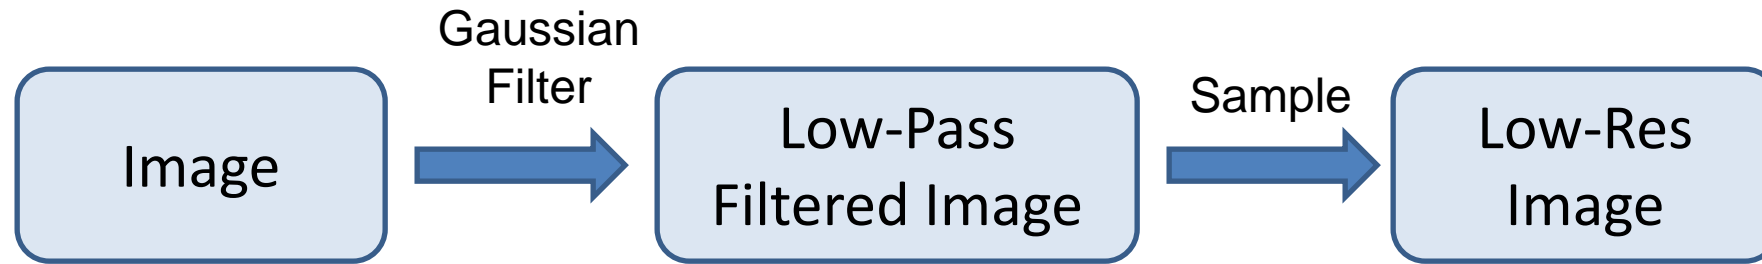 Image
Gaussian
Filter
Low-Pass
Filtered Image
Sample
Low-Res
Image